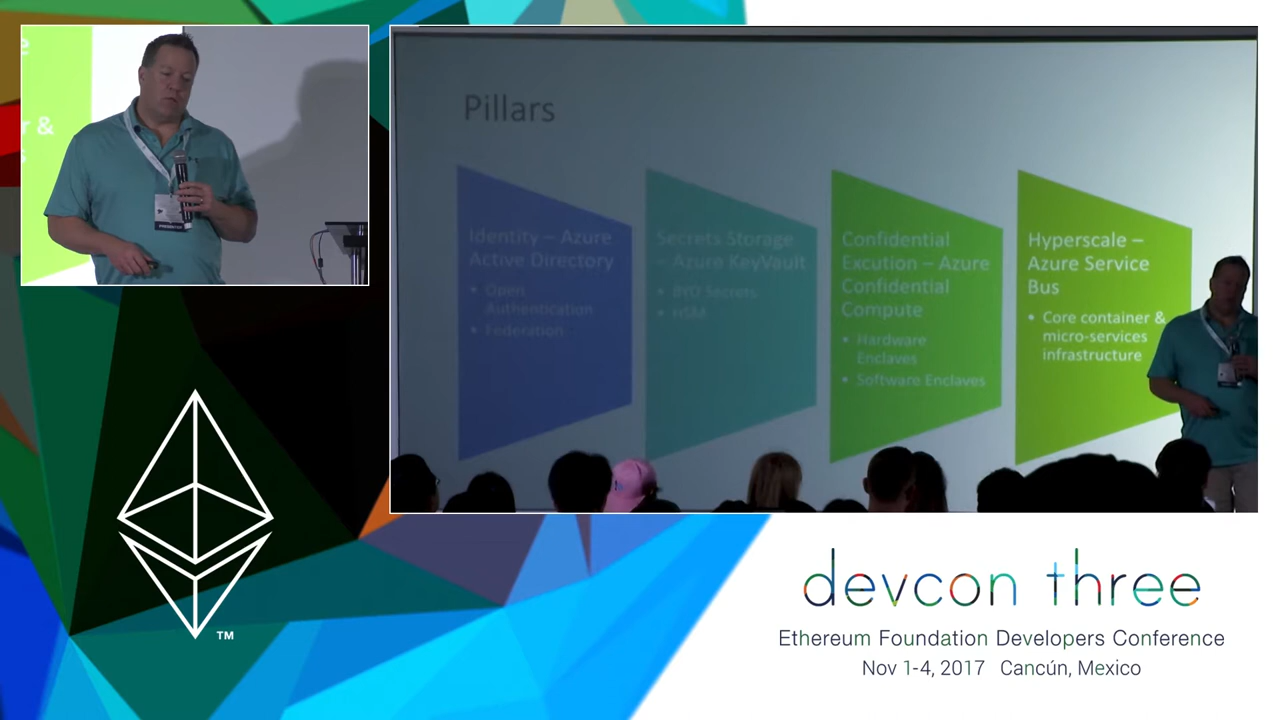 &
Pillars
Identity – Azure
Active Directory
• Open
Authentication
• Federation
Secrets Storage
– Azure KeyVault
• BYO Secrets
• HSM
Confidential
Excution – Azure
Confidential
Compute
• Hardware
Enclaves
• Software Enclaves
Hyperscale –
Azure Service
Bus
• Core container &
micro-services
infrastructure
TM
devcon three
Ethereum Foundation Developers Conference
Nov 1-4, 2017 Cancún, Mexico